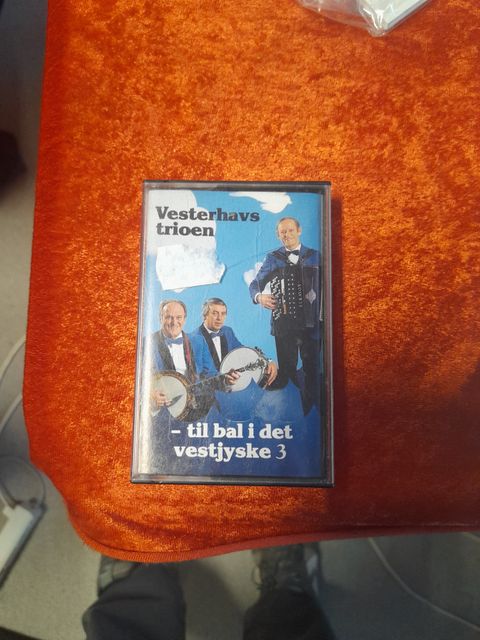 Vesterhavs
trioen
- til bal i det
vestjyske 3